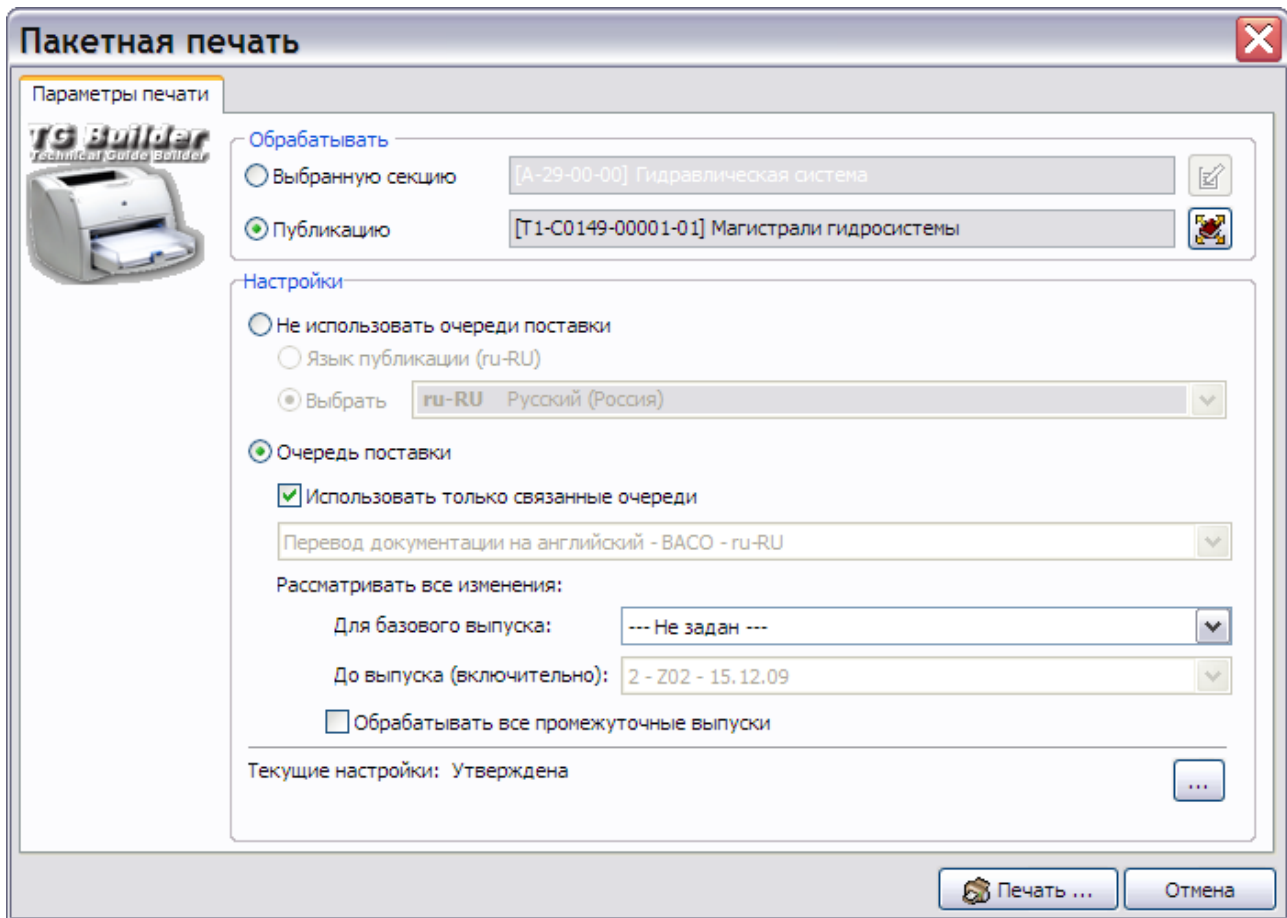 Пакетная печать
Параметры печати
TG Builder
Technical Guide Builder
Обрабатывать
Выбранную секцию [А-29-00-00] Гидравлическая система
Публикацию [Т1-С0149-00001-01] Магистрали гидросистемы
Настройки
Не использовать очереди поставки
Язык публикации (ru-RU)
Выбрать ru-RU Русский (Россия)
Очередь поставки
Использовать только связанные очереди
Перевод документации на английский - BACO - ru-RU
Рассматривать все изменения:
Для базового выпуска: --- Не задан ---
До выпуска (включительно): 2 - Z02 - 15.12.09
Обрабатывать все промежуточные выпуски
Текущие настройки: Утверждена
...
Печать ... Отмена